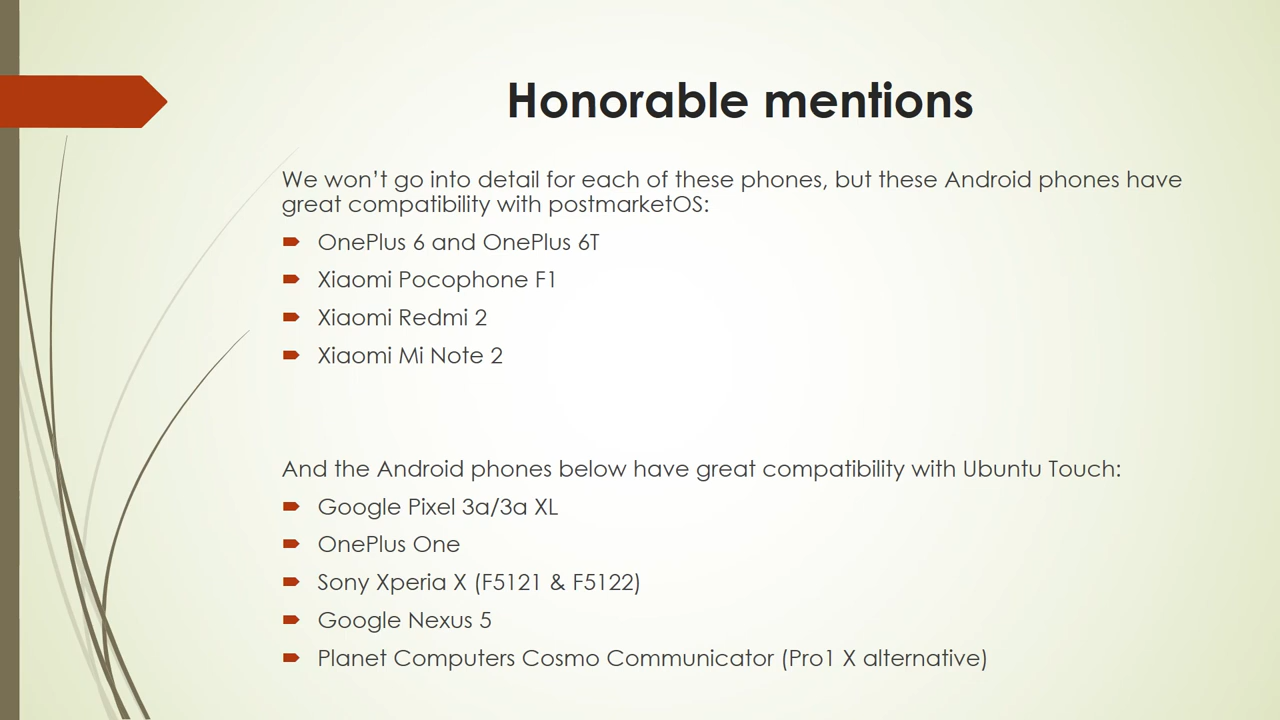 Honorable mentions
We won’t go into detail for each of these phones, but these Android phones have
great compatibility with postmarketOS:
OnePlus 6 and OnePlus 6T
Xiaomi Pocophone F1
Xiaomi Redmi 2
Xiaomi Mi Note 2
And the Android phones below have great compatibility with Ubuntu Touch:
Google Pixel 3a/3a XL
OnePlus One
Sony Xperia X (F5121 & F5122)
Google Nexus 5
Planet Computers Cosmo Communicator (Pro1 X alternative)